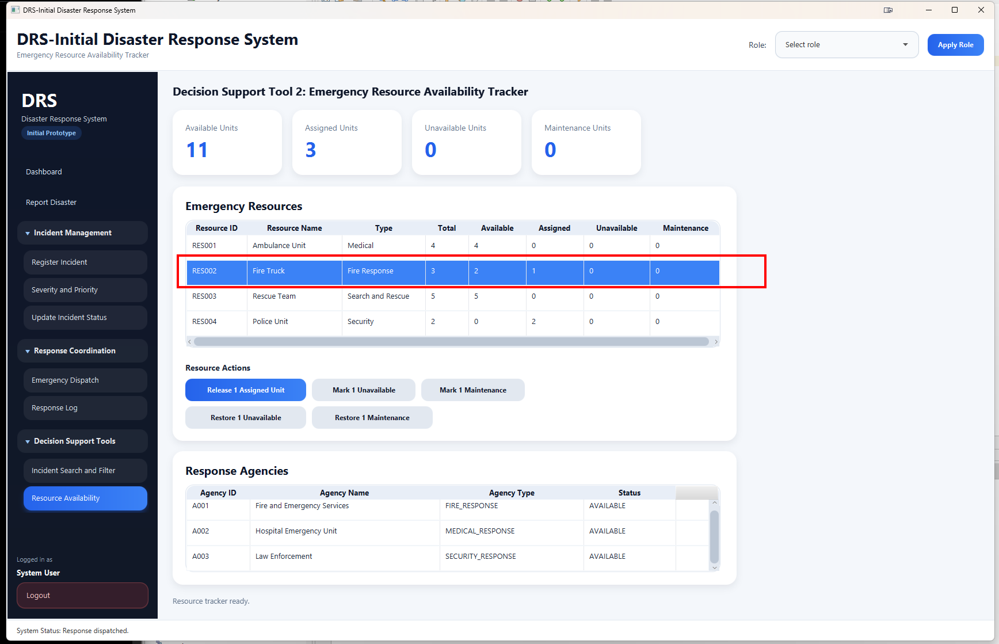 DRS-Initial Disaster Response System
DRS-Initial Disaster Response System
Emergency Resource Availability Tracker
Role:
Select role
Apply Role
DRS
Disaster Response System
Initial Prototype
Dashboard
Report Disaster
Incident Management
Register Incident
Severity and Priority
Update Incident Status
Response Coordination
Emergency Dispatch
Response Log
Decision Support Tools
Incident Search and Filter
Resource Availability
Logged in as
System User
Logout
Decision Support Tool 2: Emergency Resource Availability Tracker
Available Units
11
Assigned Units
3
Unavailable Units
0
Maintenance Units
0
Emergency Resources
Resource ID Resource Name Type Total Available Assigned Unavailable Maintenance
RES001 Ambulance Unit Medical 4 4 0 0 0
RES002 Fire Truck Fire Response 3 2 1 0 0
RES003 Rescue Team Search and Rescue 5 5 0 0 0
RES004 Police Unit Security 2 0 2 0 0
Resource Actions
Release 1 Assigned Unit
Mark 1 Unavailable
Mark 1 Maintenance
Restore 1 Unavailable
Restore 1 Maintenance
Response Agencies
Agency ID Agency Name Agency Type Status
A001 Fire and Emergency Services FIRE_RESPONSE AVAILABLE
A002 Hospital Emergency Unit MEDICAL_RESPONSE AVAILABLE
A003 Law Enforcement SECURITY_RESPONSE AVAILABLE
Resource tracker ready.
System Status: Response dispatched.